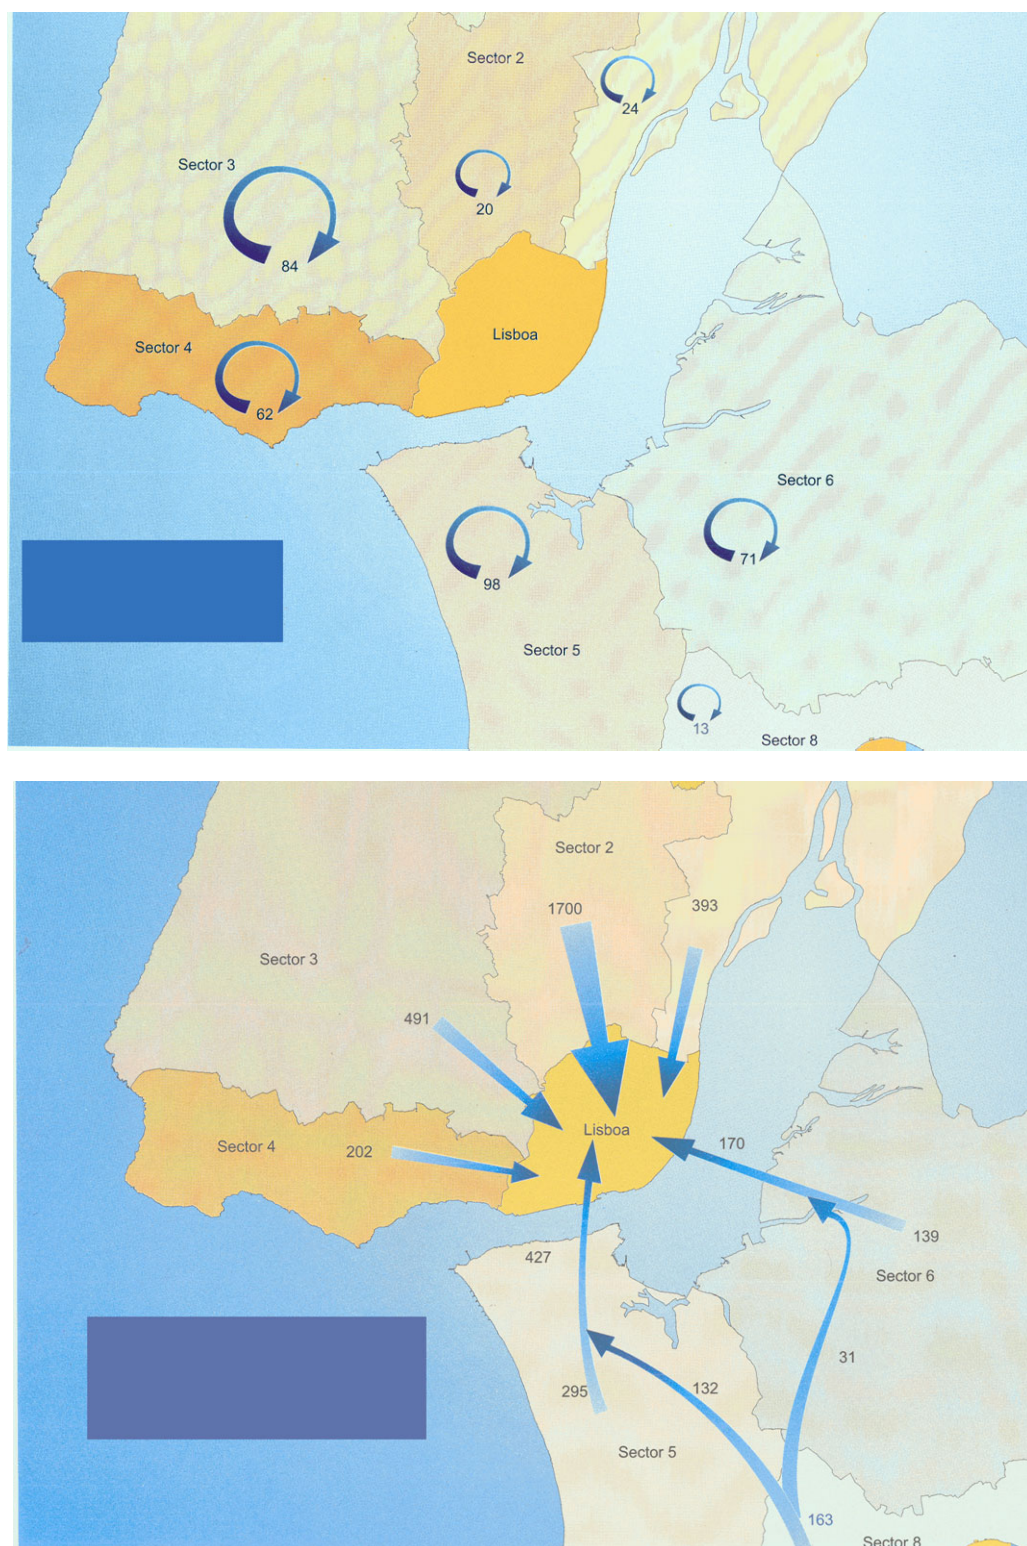 Sector 2
24
Sector 3
20
84
Lisboa
Sector 4
62
Sector 6
71
98
Sector 5
13
Sector 8
Sector 2
1700
393
Sector 3
491
Lisboa
Sector 4
202
170
427
139
Sector 6
31
295
132
Sector 5
163
Sector 8